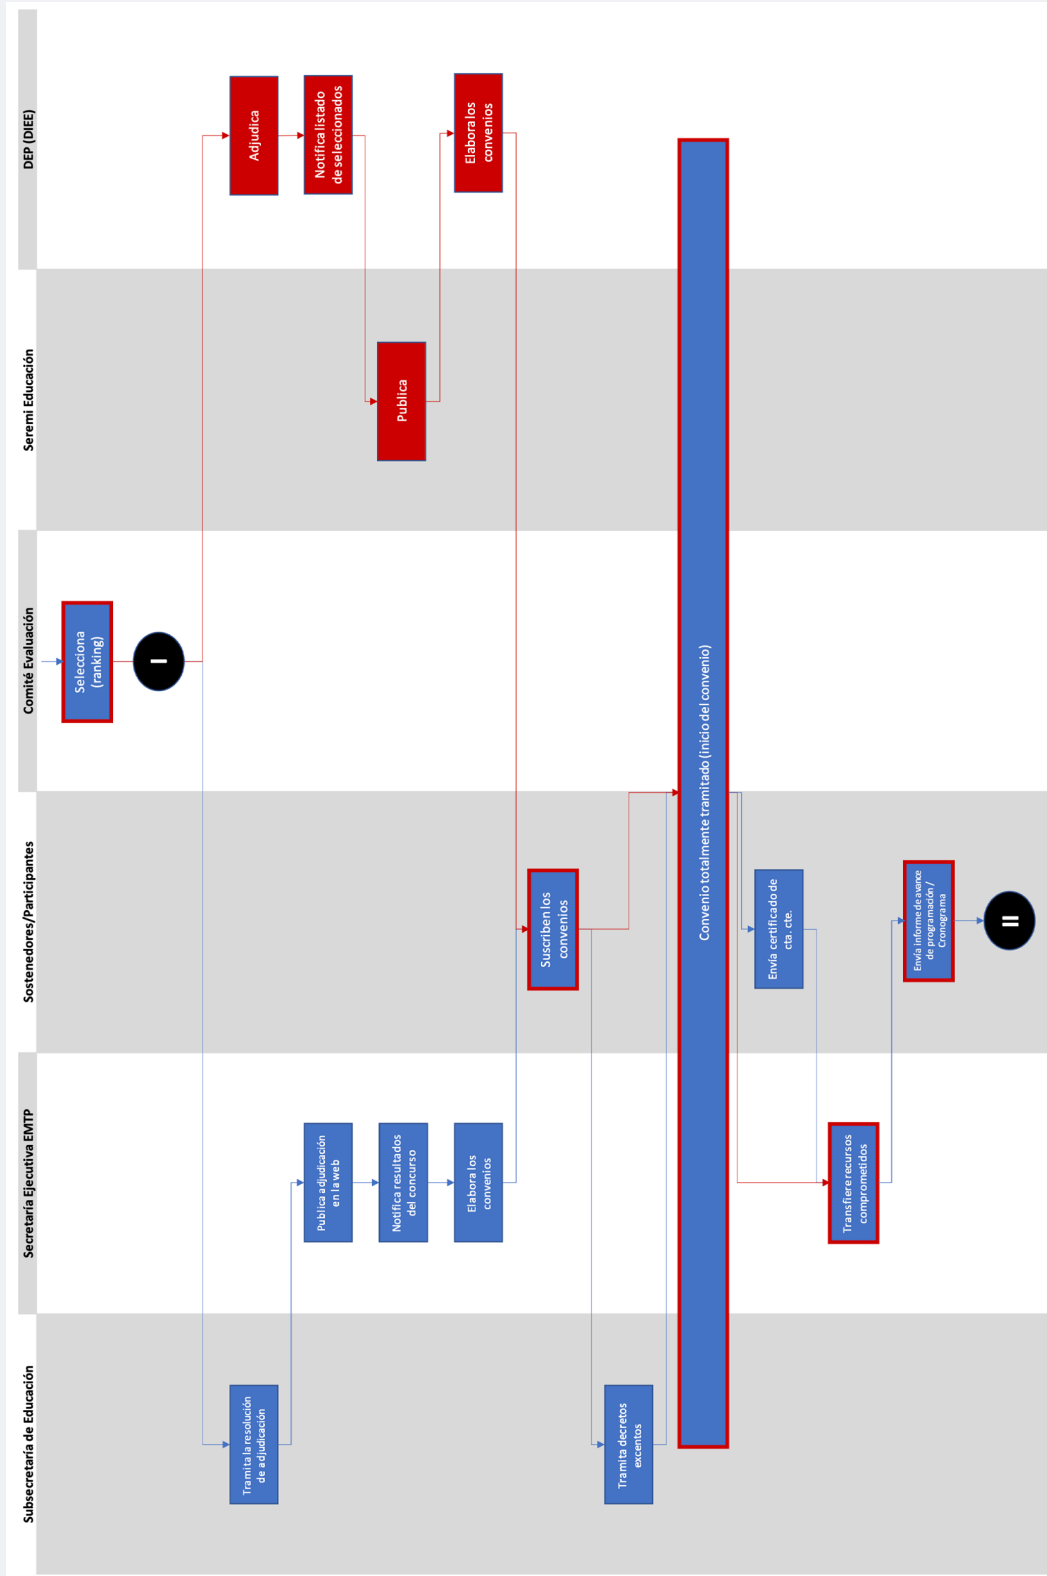 Subsecretaría de Educación
Secretaría Ejecutiva EMTP
Sostenedores/Participantes
Comité Evaluación
Seremi Educación
DEP (DIEE)
Selecciona
(ranking)
I
Tramita la resolución
de adjudicación
Adjudica
Publica adjudicación
en la web
Notifica listado
de seleccionados
Notifica resultados
del concurso
Publica
Elabora los
convenios
Elabora los
convenios
Suscriben los
convenios
Tramita decretos
excentos
Convenio totalmente tramitado (inicio del convenio)
Envía certificado de
cta. cte.
Transfiere recursos
comprometidos
Envía informe de avance
de programación /
Cronograma
II